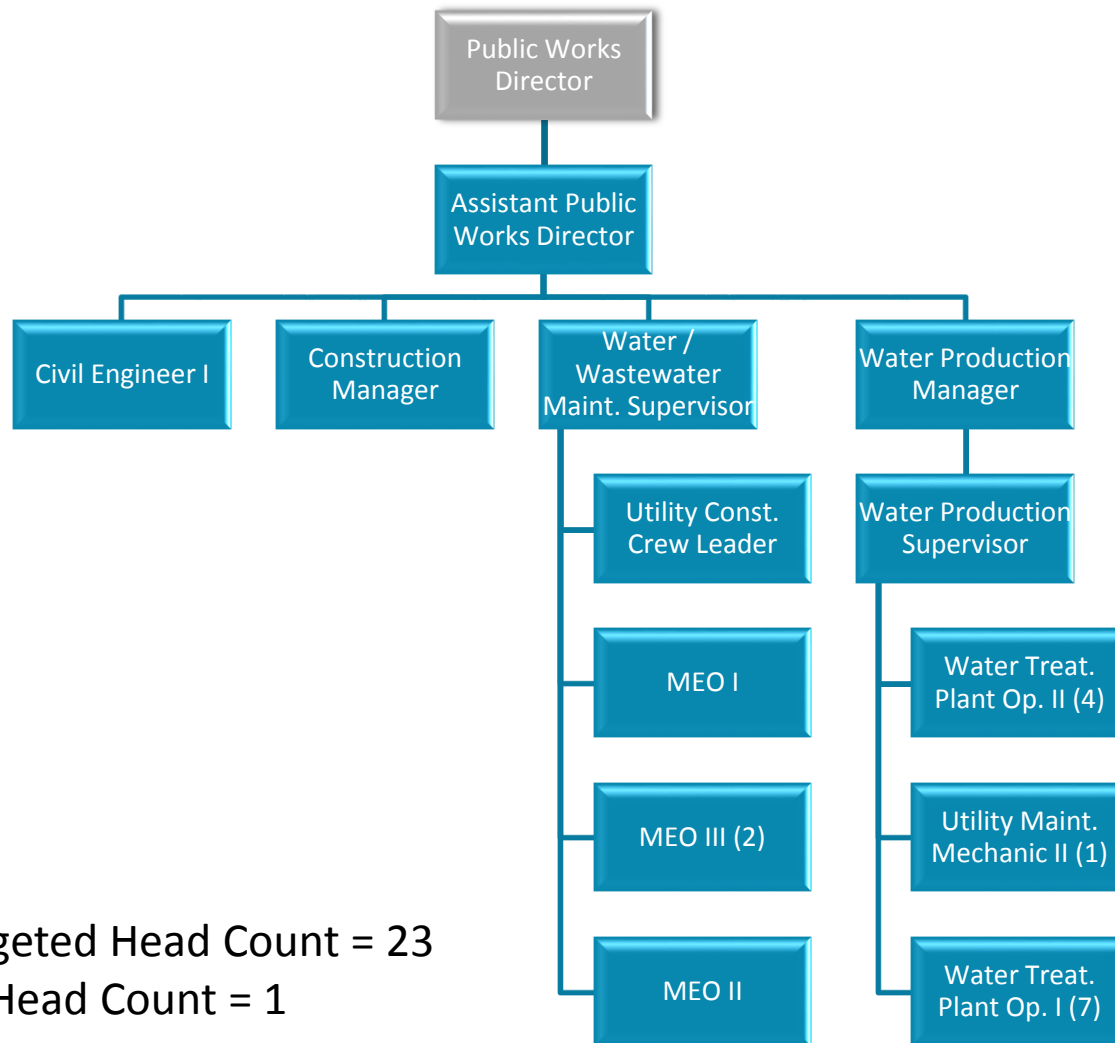 Public Works
Director
Assistant Public
Works Director
Civil Engineer I
Construction
Manager
Water /
Wastewater
Maint. Supervisor
Water Production
Manager
Utility Const.
Crew Leader
Water Production
Supervisor
MEO I
Water Treat.
Plant Op. II (4)
MEO III (2)
Utility Maint.
Mechanic II (1)
MEO II
Water Treat.
Plant Op. I (7)
geted Head Count = 23
Head Count = 1